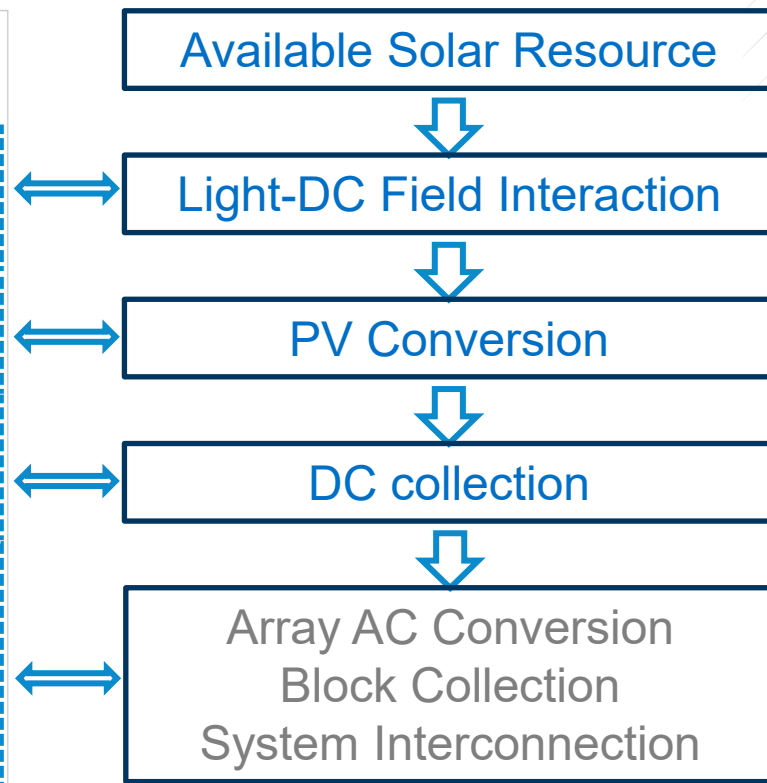 Available Solar Resource
Light-DC Field Interaction
PV Conversion
DC collection
Array AC Conversion
Block Collection
System Interconnection